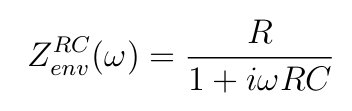 Z_{env}^{RC}(\omega) = \frac{R}{1 + i\omega RC}